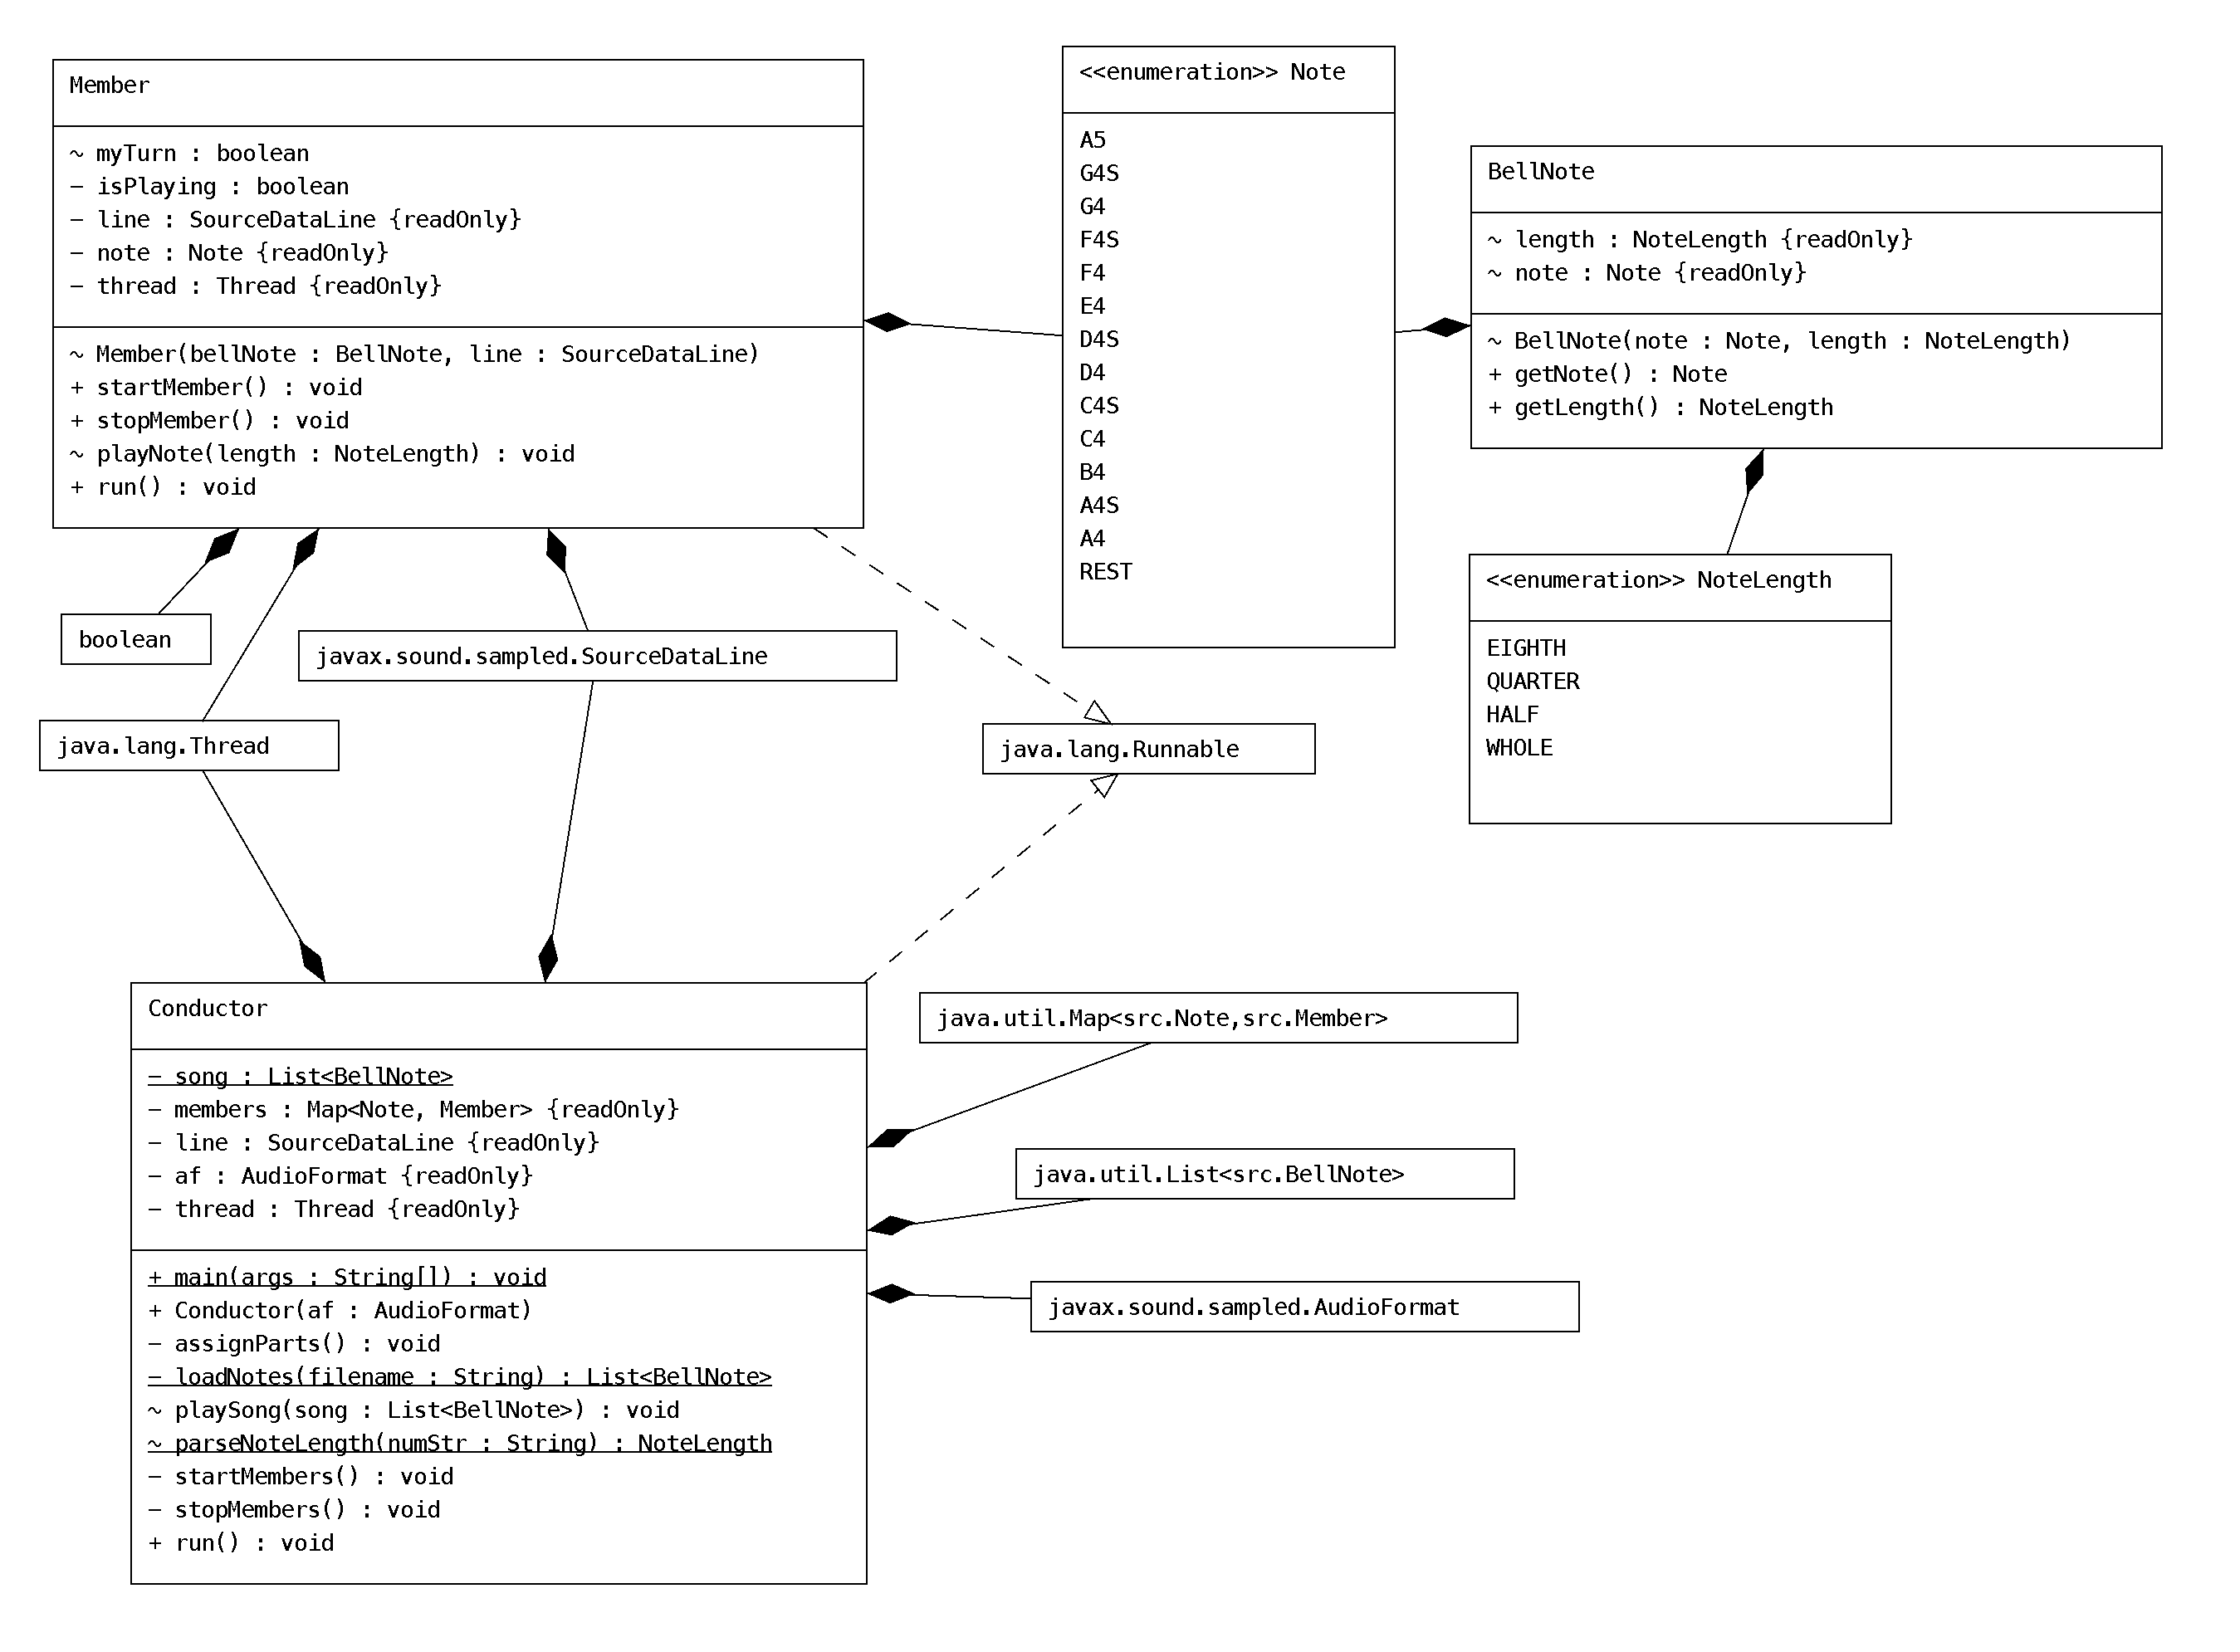 Member
~ myTurn : boolean
− isPlaying : boolean
− line : SourceDataLine {readOnly}
− note : Note {readOnly}
− thread : Thread {readOnly}
~ Member(bellNote : BellNote, line : SourceDataLine)
+ startMember() : void
+ stopMember() : void
~ playNote(length : NoteLength) : void
+ run() : void
<<enumeration>> Note
A5
G4S
G4
F4S
F4
E4
D4S
D4
C4S
C4
B4
A4S
A4
REST
BellNote
~ length : NoteLength {readOnly}
~ note : Note {readOnly}
~ BellNote(note : Note, length : NoteLength)
+ getNote() : Note
+ getLength() : NoteLength
<<enumeration>> NoteLength
EIGHTH
QUARTER
HALF
WHOLE
boolean
javax.sound.sampled.SourceDataLine
java.lang.Thread
java.lang.Runnable
Conductor
− song : List<BellNote>
− members : Map<Note, Member> {readOnly}
− line : SourceDataLine {readOnly}
− af : AudioFormat {readOnly}
− thread : Thread {readOnly}
+ main(args : String[]) : void
+ Conductor(af : AudioFormat)
− assignParts() : void
− loadNotes(filename : String) : List<BellNote>
~ playSong(song : List<BellNote>) : void
~ parseNoteLength(numStr : String) : NoteLength
− startMembers() : void
− stopMembers() : void
+ run() : void
java.util.Map<src.Note,src.Member>
java.util.List<src.BellNote>
javax.sound.sampled.AudioFormat